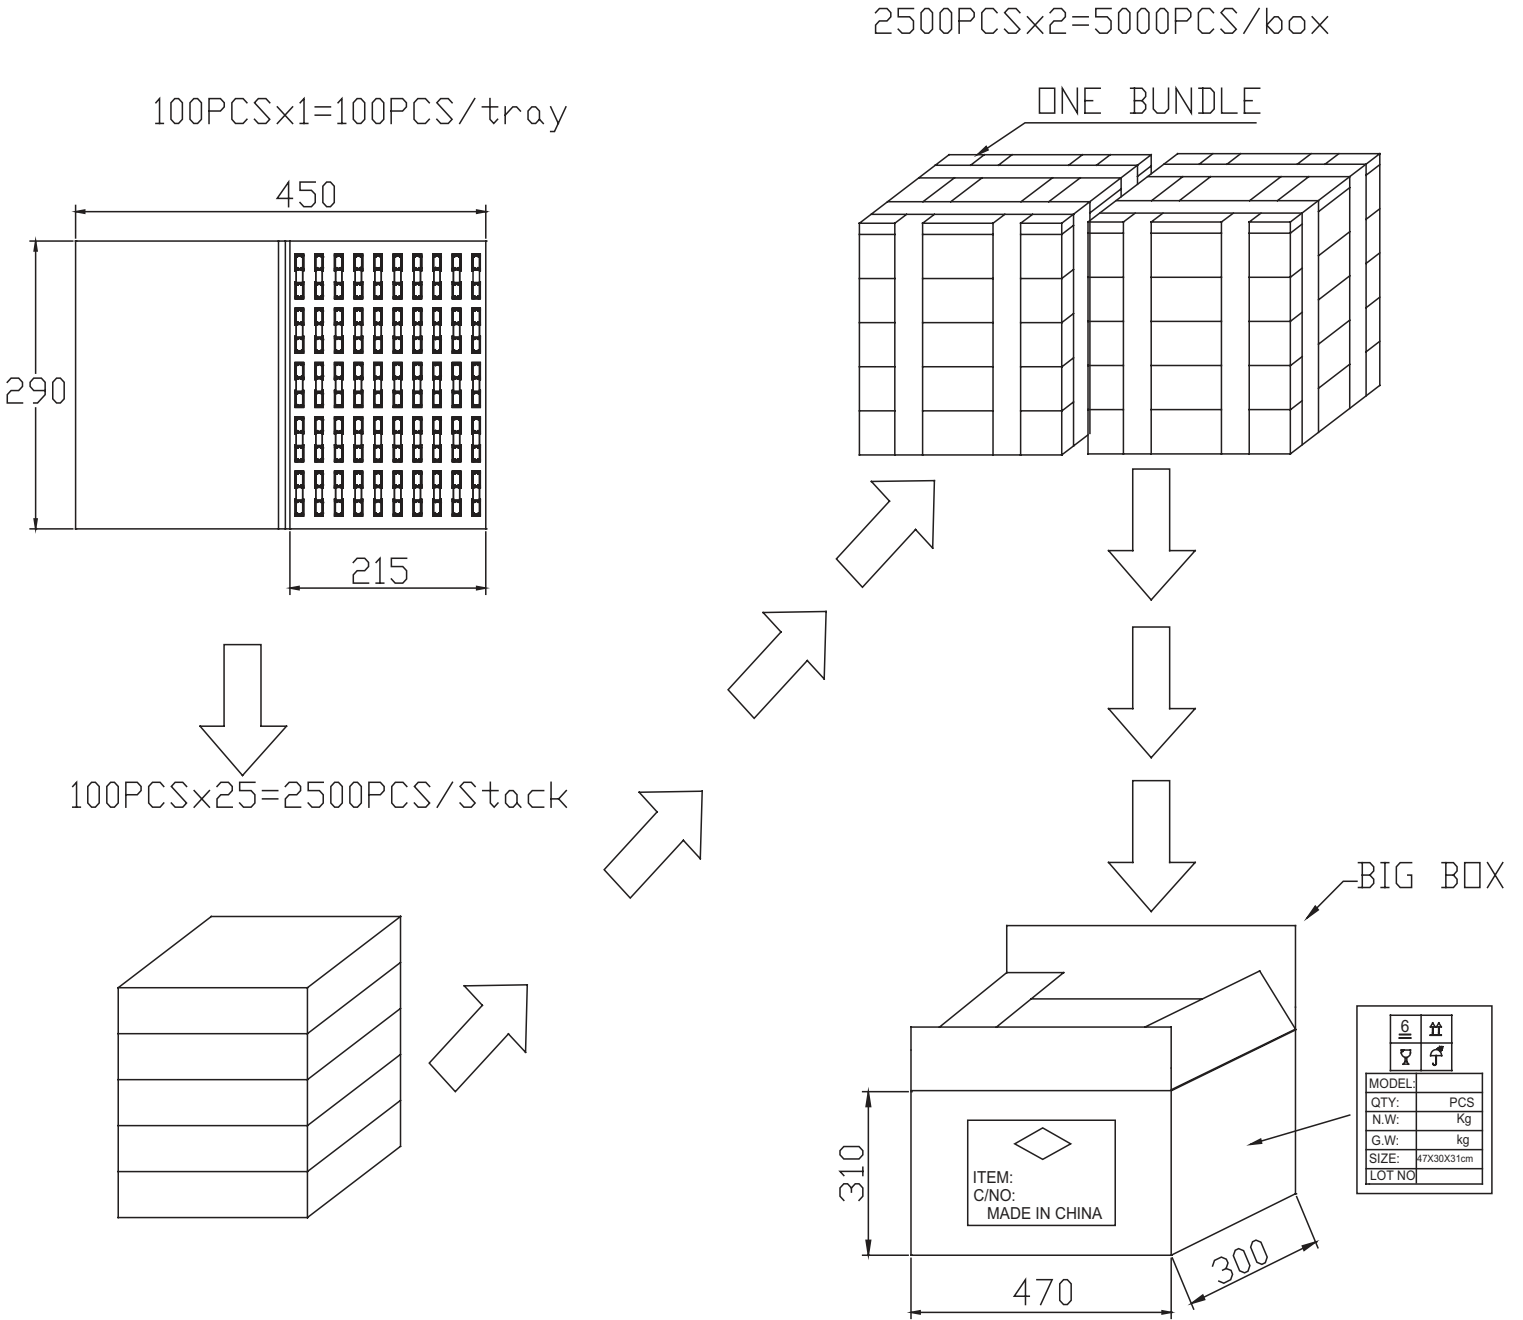 100PCSx1=100PCS/tray
450
290
215
100PCSx25=2500PCS/Stack
2500PCSx2=5000PCS/box
ONE BUNDLE
BIG BOX
6
MODEL:
QTY: PCS
N.W: Kg
G.W: kg
SIZE: 47X30X31cm
LOT NO
ITEM:
C/NO:
MADE IN CHINA
310
470
300